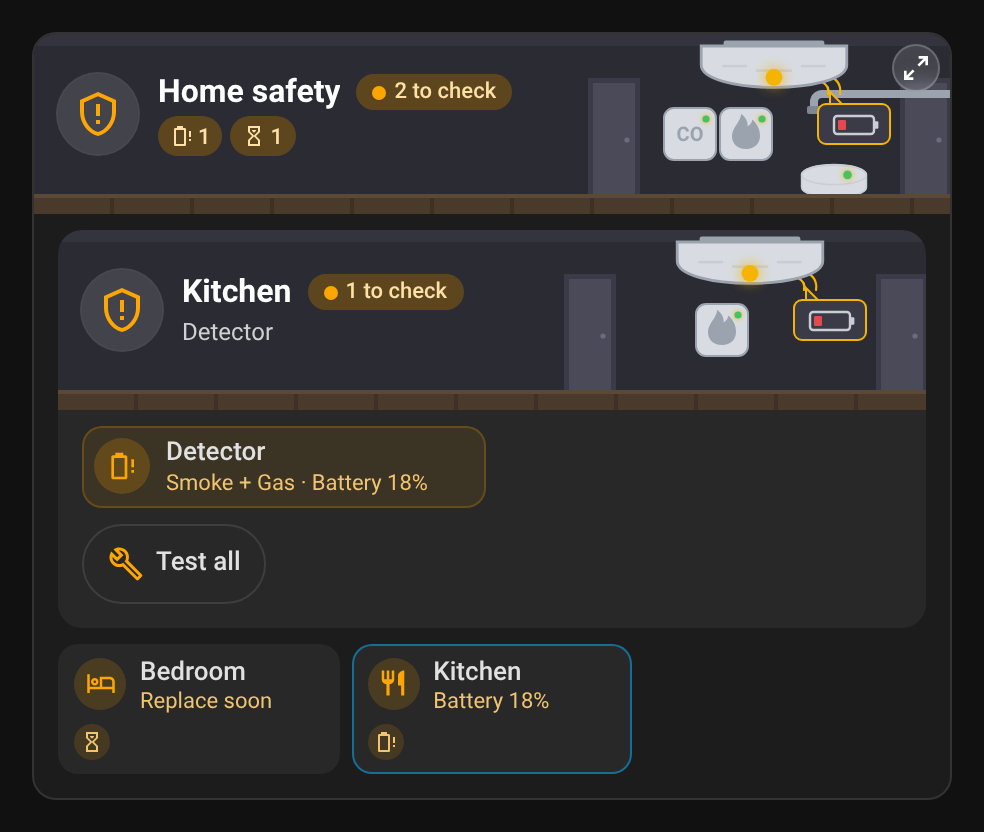 Home safety
2 to check
1
1
CO
Kitchen
1 to check
Detector
Detector
Smoke + Gas · Battery 18%
Test all
Bedroom
Replace soon
Kitchen
Battery 18%